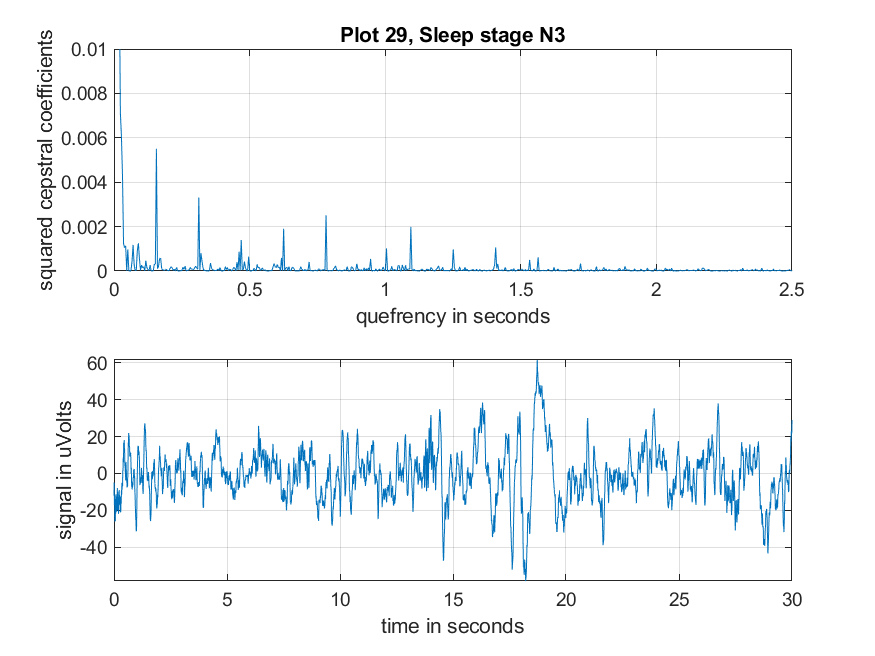 Plot 29, Sleep stage N3
squared cepstral coefficients
0.01
0.008
0.006
0.004
0.002
0
0 0.5 1 1.5 2 2.5
quefrency in seconds
signal in uVolts
60
40
20
0
-20
-40
0 5 10 15 20 25 30
time in seconds